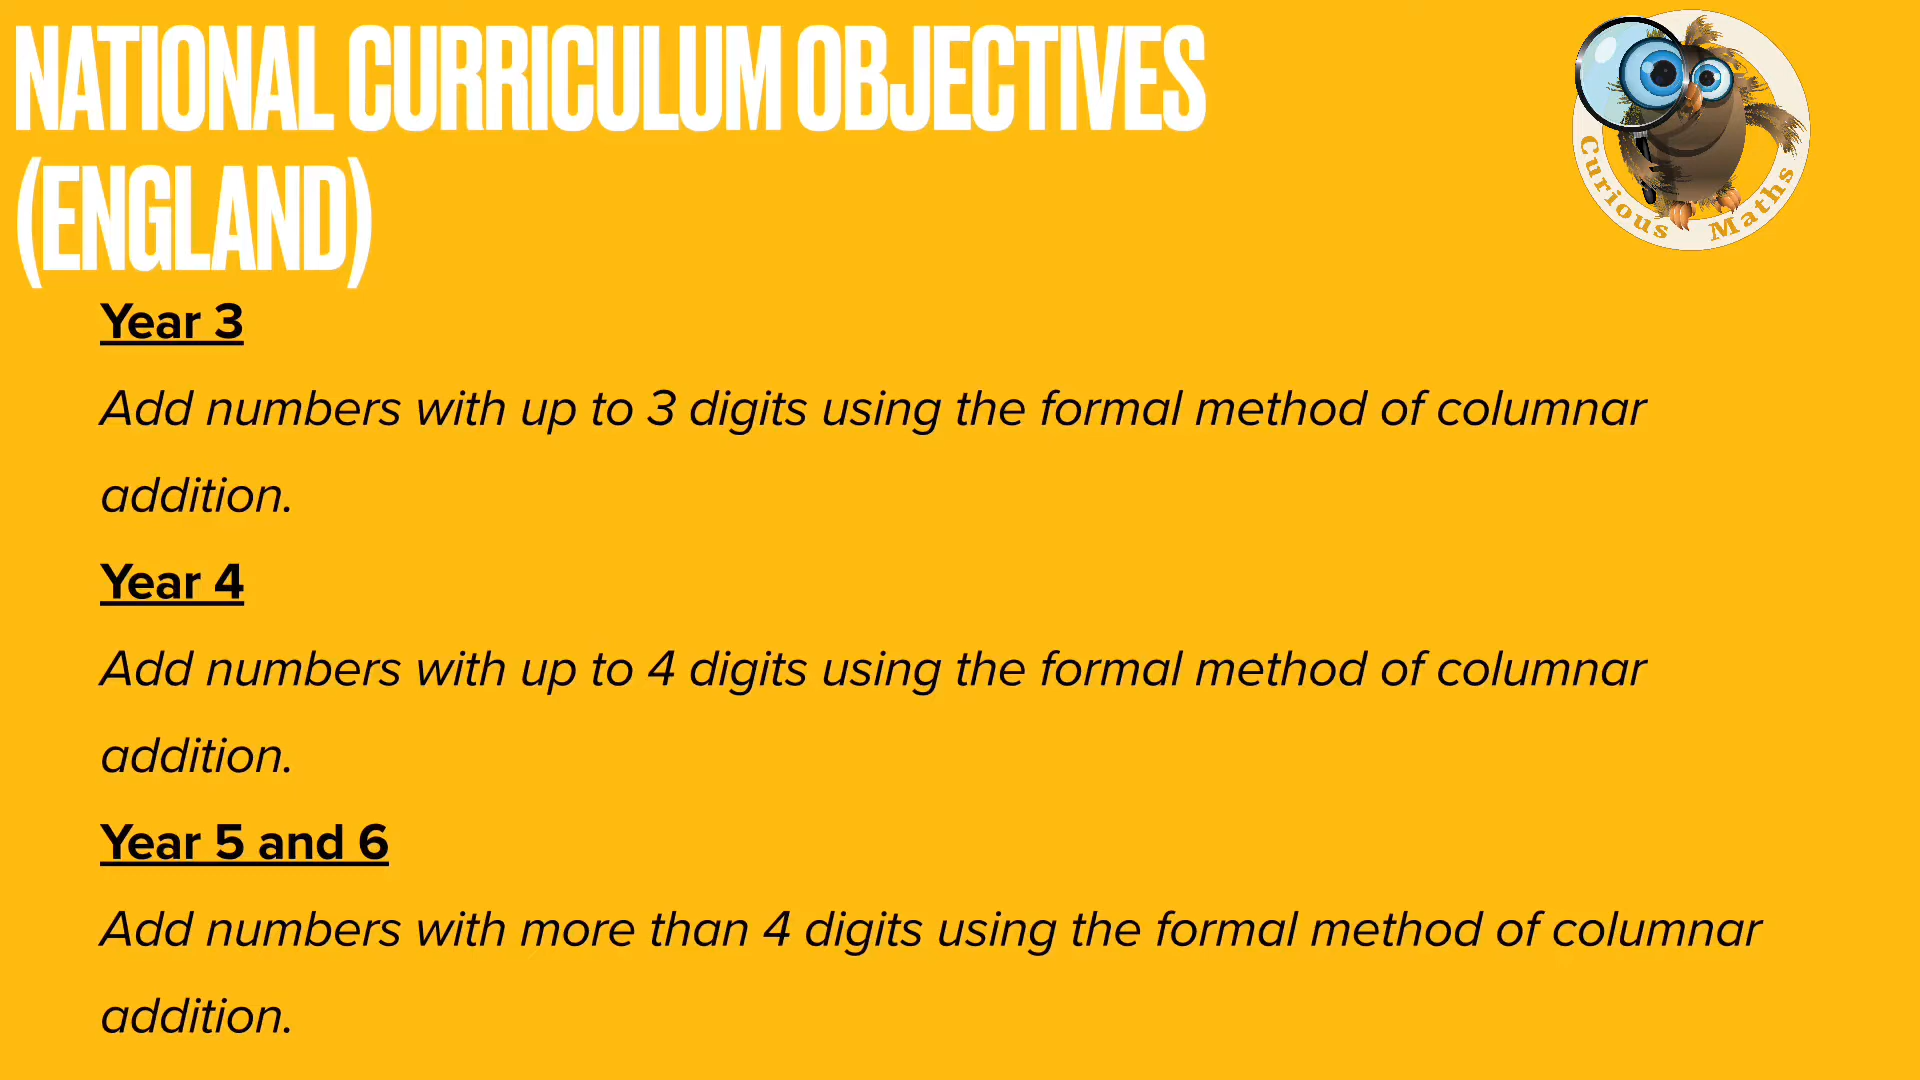 NATIONAL CURRICULUM OBJECTIVES
(ENGLAND)
Curious Maths
Year 3
Add numbers with up to 3 digits using the formal method of columnar
addition.
Year 4
Add numbers with up to 4 digits using the formal method of columnar
addition.
Year 5 and 6
Add numbers with more than 4 digits using the formal method of columnar
addition.